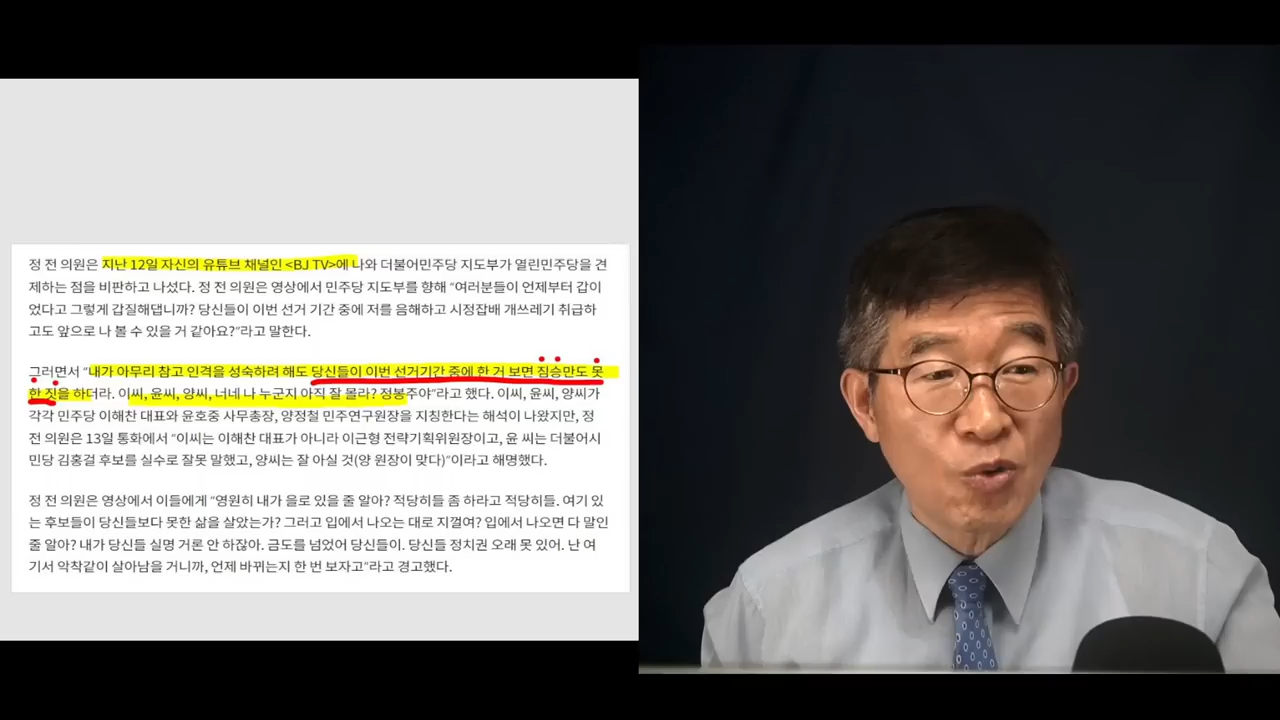 정 전 의원은 지난 12일 자신의 유튜브 채널인 <BJ TV>에 나와 더불어민주당 지도부가 열린민주당을 견
제하는 점을 비판하고 나섰다. 정 전 의원은 영상에서 민주당 지도부를 향해 “여러분들이 언제부터 갑이
었다고 그렇게 갑질해댑니까? 당신들이 이번 선거 기간 중에 저를 음해하고 시정잡배 개쓰레기 취급하
고도 앞으로 나 볼 수 있을 거 같아요?”라고 말한다.
그러면서 “내가 아무리 참고 인격을 성숙하려 해도 당신들이 이번 선거기간 중에 한 거 보면 짐승만도 못
한 짓을 하더라. 이씨, 윤씨, 양씨, 너네 나 누군지 아직 잘 몰라? 정봉주야”라고 했다. 이씨, 윤씨, 양씨가
각각 민주당 이해찬 대표와 윤호중 사무총장, 양정철 민주연구원장을 지칭한다는 해석이 나왔지만, 정
전 의원은 13일 통화에서 “이씨는 이해찬 대표가 아니라 이근형 전략기획위원장이고, 윤 씨는 더불어시
민당 김홍걸 후보를 실수로 잘못 말했고, 양씨는 잘 아실 것(양 원장이 맞다)”이라고 해명했다.
정 전 의원은 영상에서 이들에게 “영원히 내가 을로 있을 줄 알아? 적당히들 좀 하라고 적당히들. 여기 있
는 후보들이 당신들보다 못한 삶을 살았는가? 그러고 입에서 나오는 대로 지껄여? 입에서 나오면 다 말인
줄 알아? 내가 당신들 실명 거론 안 하잖아. 금도를 넘었어 당신들이. 당신들 정치권 오래 못 있어. 난 여
기서 악착같이 살아남을 거니까, 언제 바뀌는지 한 번 보자고”라고 경고했다.